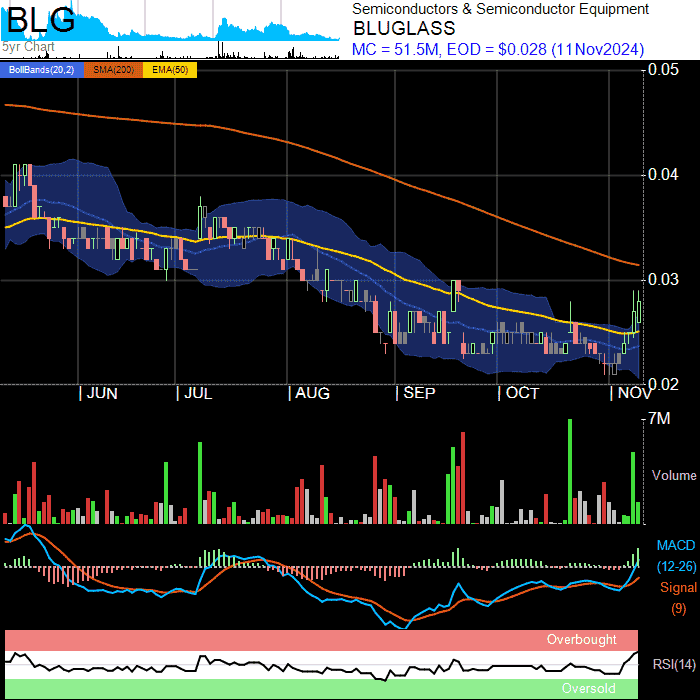 BLG
5yr Chart
Semiconductors & Semiconductor Equipment
BLUGLASS
MC = 51.5M, EOD = $0.028 (11Nov2024)
BollBands(20,2) SMA(200) EMA(50)
0.05
0.04
0.03
0.02
JUN JUL AUG SEP OCT NOV
7M
Volume
MACD
(12-26)
Signal
(9)
Overbought
RSI(14)
Oversold